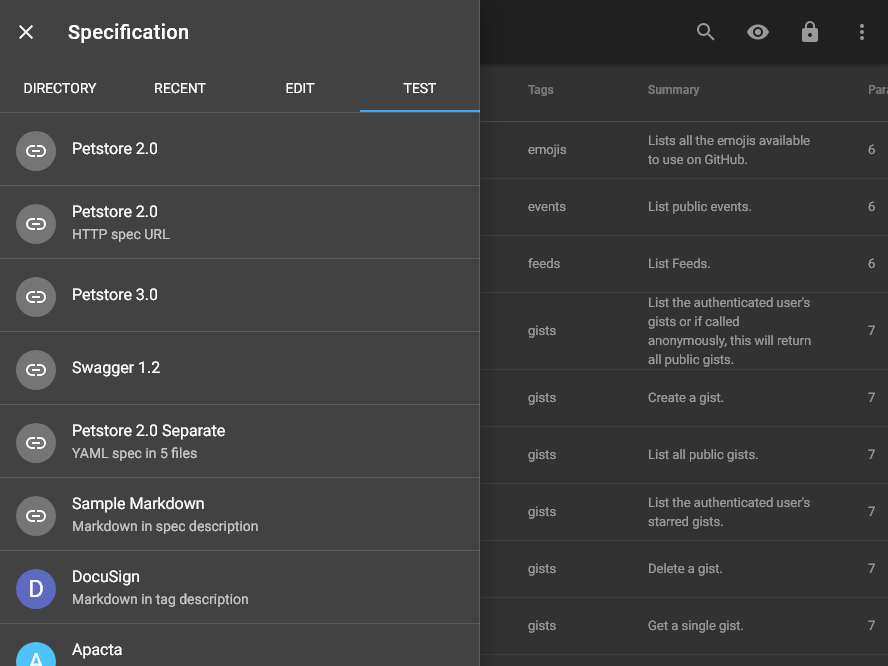 Specification
DIRECTORY
RECENT
EDIT
TEST
Petstore 2.0
Petstore 2.0
HTTP spec URL
Petstore 3.0
Swagger 1.2
Petstore 2.0 Separate
YAML spec in 5 files
Sample Markdown
Markdown in spec description
D
DocuSign
Markdown in tag description
A
Apacta
Tags
Summary
Par
emojis
Lists all the emojis available
to use on GitHub.
6
events
List public events.
6
feeds
List Feeds.
6
gists
List the authenticated user's
gists or if called
anonymously, this will return
all public gists.
7
gists
Create a gist.
7
gists
List all public gists.
7
gists
List the authenticated user's
starred gists.
7
gists
Delete a gist.
7
gists
Get a single gist.
7